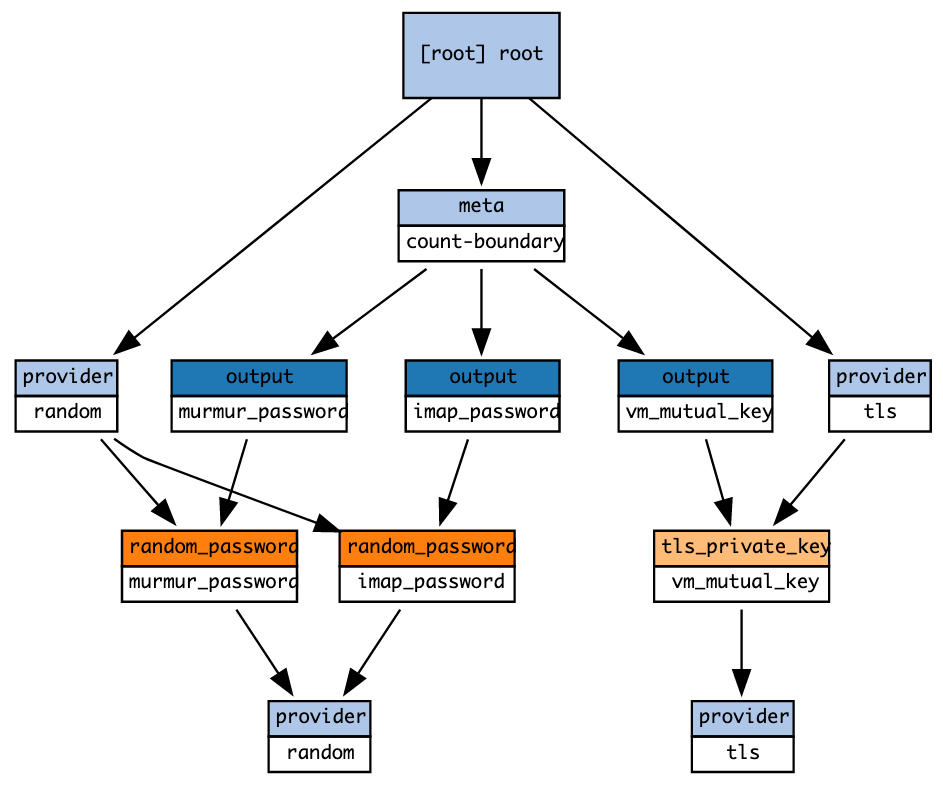 [root] root
meta
count-boundary
provider
random
output
murmur_password
output
imap_password
output
vm_mutual_key
provider
tls
random_password
murmur_password
random_password
imap_password
tls_private_key
vm_mutual_key
provider
random
provider
tls